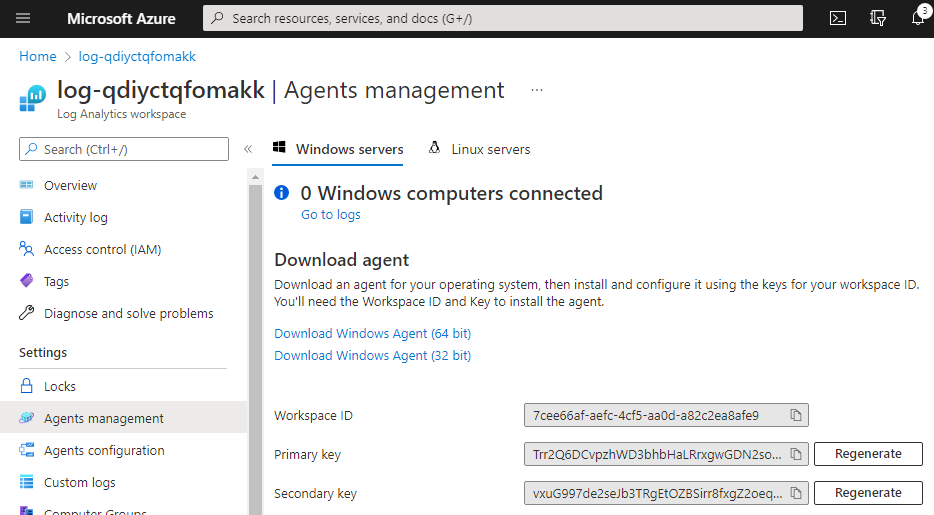 Microsoft Azure
Search resources, services, and docs (G+/)
3
Home > log-qdiyctqfomakk
log-qdiyctqfomakk | Agents management ...
Log Analytics workspace
Search (Ctrl+/)
«
Overview
Activity log
Access control (IAM)
Tags
Diagnose and solve problems
Settings
Locks
Agents management
Agents configuration
Custom logs
Computer Groups
Windows servers
Linux servers
0 Windows computers connected
Go to logs
Download agent
Download an agent for your operating system, then install and configure it using the keys for your workspace ID.
You'll need the Workspace ID and Key to install the agent.
Download Windows Agent (64 bit)
Download Windows Agent (32 bit)
Workspace ID 7cee66af-aefc-4cf5-aa0d-a82c2ea8afe9
Primary key Trr2Q6DCvpzhWD3bhbHaLRrxgwGDN2so... Regenerate
Secondary key vxuG997de2seJb3TRgEtOZBSirr8fxgZ2oeq... Regenerate